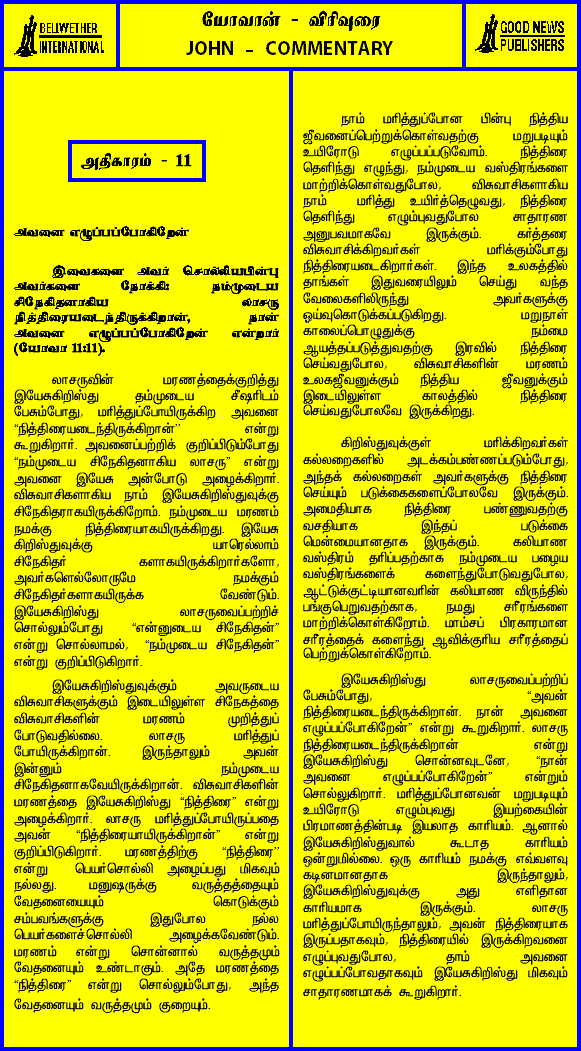 BELWETHER
INTERNATIONAL
யோவான் - விரிவுரை
JOHN - COMMENTARY
GOOD NEWS
PUBLISHERS
அதிகாரம் - 11
அவனை எழுப்பப்போகிறேன்
இவைகளை அவர் சொல்லியபின்பு
அவர்களை நோக்கி: நம்முடைய
சிநேகிதனாகிய லாசரு
நித்திரையடைந்திருக்கிறான், நான்
அவனை எழுப்பப்போகிறேன் என்றார்
(யோவா 11:11).
லாசருவின் மரணத்தைக்குறித்து
இயேசுகிறிஸ்து தம்முடைய சீஷரிடம்
பேசும்போது, மரித்துப்போயிருக்கிற அவனை
“நித்திரையடைந்திருக்கிறான்” என்று
கூறுகிறார். அவனைப்பற்றிக் குறிப்பிடும்போது
“நம்முடைய சிநேகிதனாகிய லாசரு” என்று
அவனை இயேசு அன்போடு அழைக்கிறார்.
விசுவாசிகளாகிய நாம் இயேசுகிறிஸ்துவுக்கு
சிநேகிதராகயிருக்கிறோம். நம்முடைய மரணம்
நமக்கு நித்திரையாகயிருக்கிறது. இயேசு
கிறிஸ்துவுக்கு யாரெல்லாம்
சிநேகிதர் களாகயிருக்கிறார்களோ,
அவர்களெல்லோருமே நமக்கும்
சிநேகிதர்களாகயிருக்க வேண்டும்.
இயேசுகிறிஸ்து லாசருவைப்பற்றிச்
சொல்லும்போது “என்னுடைய சிநேகிதன்”
என்று சொல்லாமல், “நம்முடைய சிநேகிதன்”
என்று குறிப்பிடுகிறார்.
இயேசுகிறிஸ்துவுக்கும் அவருடைய
விசுவாசிகளுக்கும் இடையிலுள்ள சிநேகத்தை
விசுவாசிகளின் மரணம் முறித்துப்
போடுவதில்லை. லாசரு மரித்துப்
போயிருக்கிறான். இருந்தாலும் அவன்
இன்னும் நம்முடைய
சிநேகிதனாகவேயிருக்கிறான். விசுவாசிகளின்
மரணத்தை இயேசுகிறிஸ்து “நித்திரை” என்று
அழைக்கிறார். லாசரு மரித்துப்போயிருப்பதை
அவன் “நித்திரையாயிருக்கிறான்” என்று
குறிப்பிடுகிறார். மரணத்திற்கு “நித்திரை”
என்று பெயர்சொல்லி அழைப்பது மிகவும்
நல்லது. மனுஷருக்கு வருத்தத்தையும்
வேதனையையும் கொடுக்கும்
சம்பவங்களுக்கு இதுபோல நல்ல
பெயர்களைச்சொல்லி அழைக்கவேண்டும்.
மரணம் என்று சொன்னால் வருத்தமும்
வேதனையும் உண்டாகும். அதே மரணத்தை
“நித்திரை” என்று சொல்லும்போது, அந்த
வேதனையும் வருத்தமும் குறையும்.
நாம் மரித்துப்போன பின்பு நித்திய
ஜீவனைப்பெற்றுக்கொள்வதற்கு மறுபடியும்
உயிரோடு எழுப்பப்படுவோம். நித்திரை
தெளிந்து எழுந்து, நம்முடைய வஸ்திரங்களை
மாற்றிக்கொள்வதுபோல, விசுவாசிகளாகிய
நாம் மரித்து உயிர்த்தெழுவது, நித்திரை
தெளிந்து எழும்புவதுபோல சாதாரண
அனுபவமாகவே இருக்கும். கர்த்தரை
விசுவாசிக்கிறவர்கள் மரிக்கும்போது
நித்திரையடைகிறார்கள். இந்த உலகத்தில்
தாங்கள் இதுவரையிலும் செய்து வந்த
வேலைகளிலிருந்து அவர்களுக்கு
ஓய்வுகொடுக்கப்படுகிறது. மறுநாள்
காலைப்பொழுதுக்கு நம்மை
ஆயத்தப்படுத்துவதற்கு இரவில் நித்திரை
செய்வதுபோல, விசுவாசிகளின் மரணம்
உலகஜீவனுக்கும் நித்திய ஜீவனுக்கும்
இடையிலுள்ள காலத்தில் நித்திரை
செய்வதுபோலவே இருக்கிறது.
கிறிஸ்துவுக்குள் மரிக்கிறவர்கள்
கல்லறைகளில் அடக்கம்பண்ணப்படும்போது,
அந்தக் கல்லறைகள் அவர்களுக்கு நித்திரை
செய்யும் படுக்கைகளைப்போலவே இருக்கும்.
அமைதியாக நித்திரை பண்ணுவதற்கு
வசதியாக இந்தப் படுக்கை
மென்மையானதாக இருக்கும். கலியாண
வஸ்திரம் தரிப்பதற்காக நம்முடைய பழைய
வஸ்திரங்களைக் களைந்துபோடுவதுபோல,
ஆட்டுக்குட்டியானவரின் கலியாண விருந்தில்
பங்குபெறுவதற்காக, நமது சரீரங்களை
மாற்றிக்கொள்கிறோம். மாம்சப் பிரகாரமான
சரீரத்தைக் களைந்து ஆவிக்குரிய சரீரத்தைப்
பெற்றுக்கொள்கிறோம்.
இயேசுகிறிஸ்து லாசருவைப்பற்றிப்
பேசும்போது, “அவன்
நித்திரையடைந்திருக்கிறான். நான் அவனை
எழுப்பப்போகிறேன்” என்று கூறுகிறார். லாசரு
நித்திரையடைந்திருக்கிறான் என்று
இயேசுகிறிஸ்து சொன்னவுடனே, “நான்
அவனை எழுப்பப்போகிறேன்” என்றும்
சொல்லுகிறார். மரித்துப்போனவன் மறுபடியும்
உயிரோடு எழும்புவது இயற்கையின்
பிரமாணத்தின்படி இயலாத காரியம். ஆனால்
இயேசுகிறிஸ்துவால் கூடாத காரியம்
ஒன்றுமில்லை. ஒரு காரியம் நமக்கு எவ்வளவு
கடினமானதாக இருந்தாலும்,
இயேசுகிறிஸ்துவுக்கு அது எளிதான
காரியமாக இருக்கும். லாசரு
மரித்துப்போயிருந்தாலும், அவன் நித்திரையாக
இருப்பதாகவும், நித்திரையில் இருக்கிறவனை
எழுப்புவதுபோல, தாம் அவனை
எழுப்பப்போவதாகவும் இயேசுகிறிஸ்து மிகவும்
சாதாரணமாகக் கூறுகிறார்.